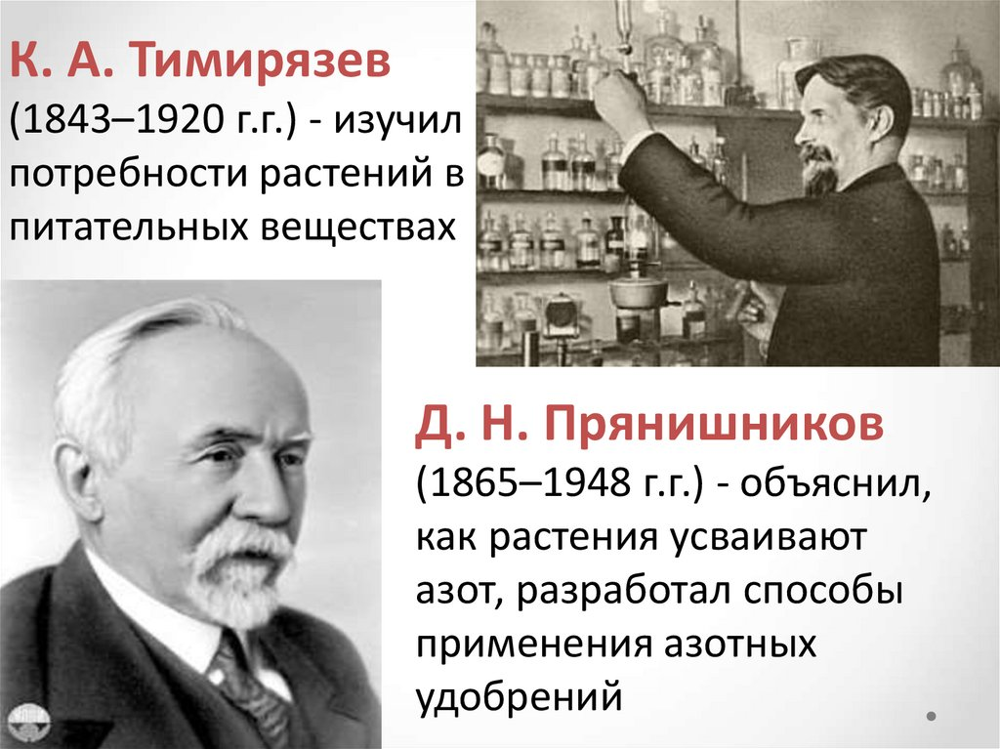 К. А. Тимирязев
(1843–1920 г.г.) - изучил
потребности растений в
питательных веществах
Д. Н. Прянишников
(1865–1948 г.г.) - объяснил,
как растения усваивают
азот, разработал способы
применения азотных
удобрений